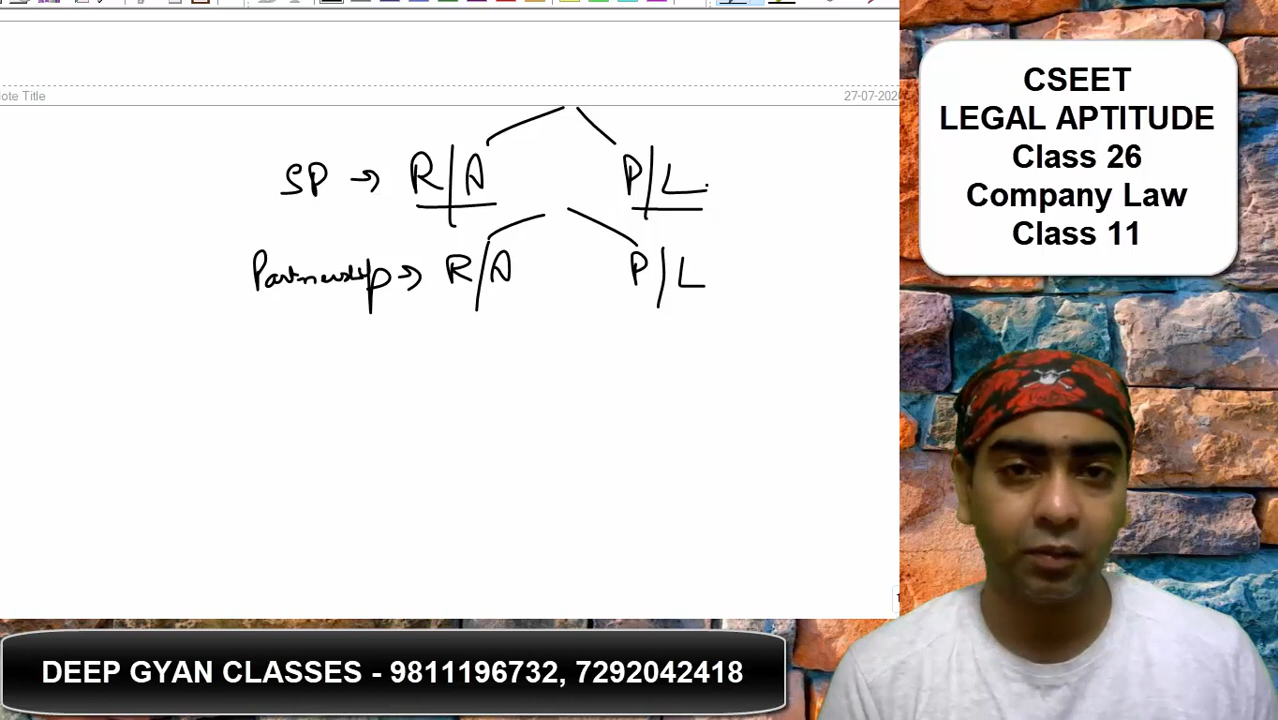 ote Title
27-07-202
SP → R/A P/L
Partnership → R/A P/L
CSEET
LEGAL APTITUDE
Class 26
Company Law
Class 11
DEEP GYAN CLASSES - 9811196732, 7292042418